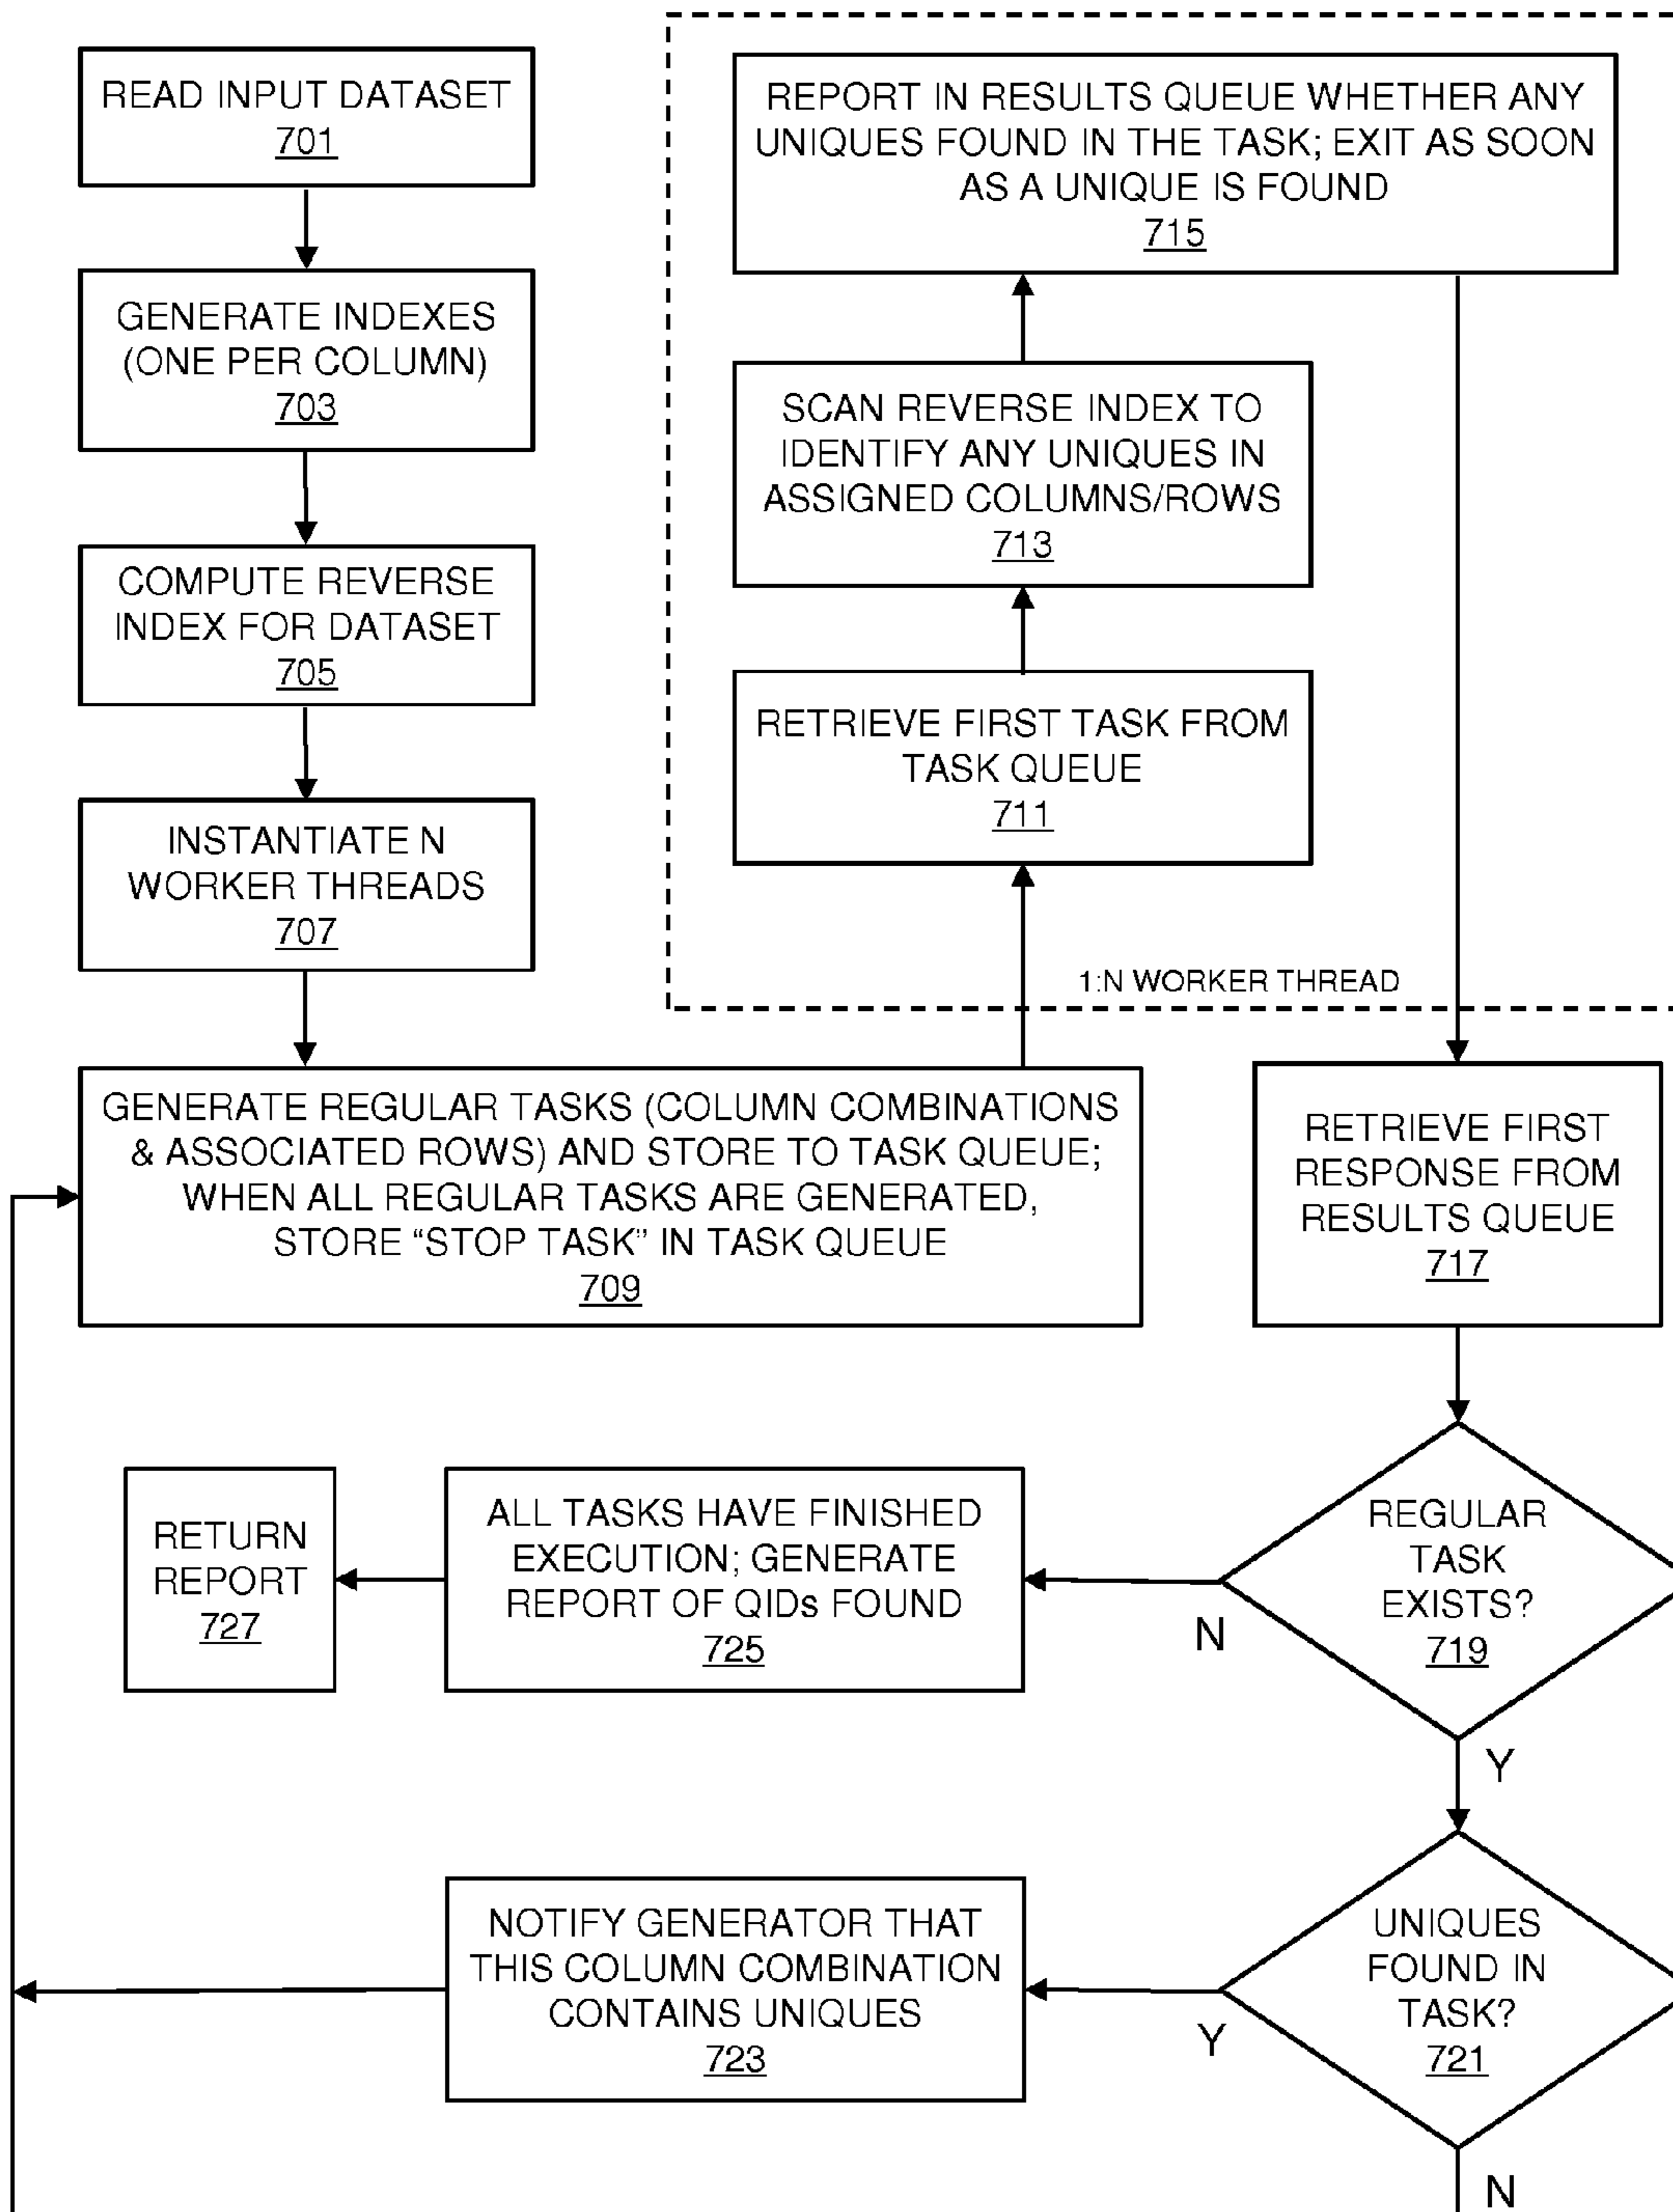 READ INPUT DATASET
701
GENERATE INDEXES
(ONE PER COLUMN)
703
COMPUTE REVERSE
INDEX FOR DATASET
705
INSTANTIATE N
WORKER THREADS
707
GENERATE REGULAR TASKS (COLUMN COMBINATIONS
& ASSOCIATED ROWS) AND STORE TO TASK QUEUE;
WHEN ALL REGULAR TASKS ARE GENERATED,
STORE “STOP TASK” IN TASK QUEUE
709
RETRIEVE FIRST TASK FROM
TASK QUEUE
711
SCAN REVERSE INDEX TO
IDENTIFY ANY UNIQUES IN
ASSIGNED COLUMNS/ROWS
713
REPORT IN RESULTS QUEUE WHETHER ANY
UNIQUES FOUND IN THE TASK; EXIT AS SOON
AS A UNIQUE IS FOUND
715
1:N WORKER THREAD
RETRIEVE FIRST
RESPONSE FROM
RESULTS QUEUE
717
REGULAR
TASK
EXISTS?
719
N
Y
ALL TASKS HAVE FINISHED
EXECUTION; GENERATE
REPORT OF QIDs FOUND
725
RETURN
REPORT
727
UNIQUES
FOUND IN
TASK?
721
Y
N
NOTIFY GENERATOR THAT
THIS COLUMN COMBINATION
CONTAINS UNIQUES
723